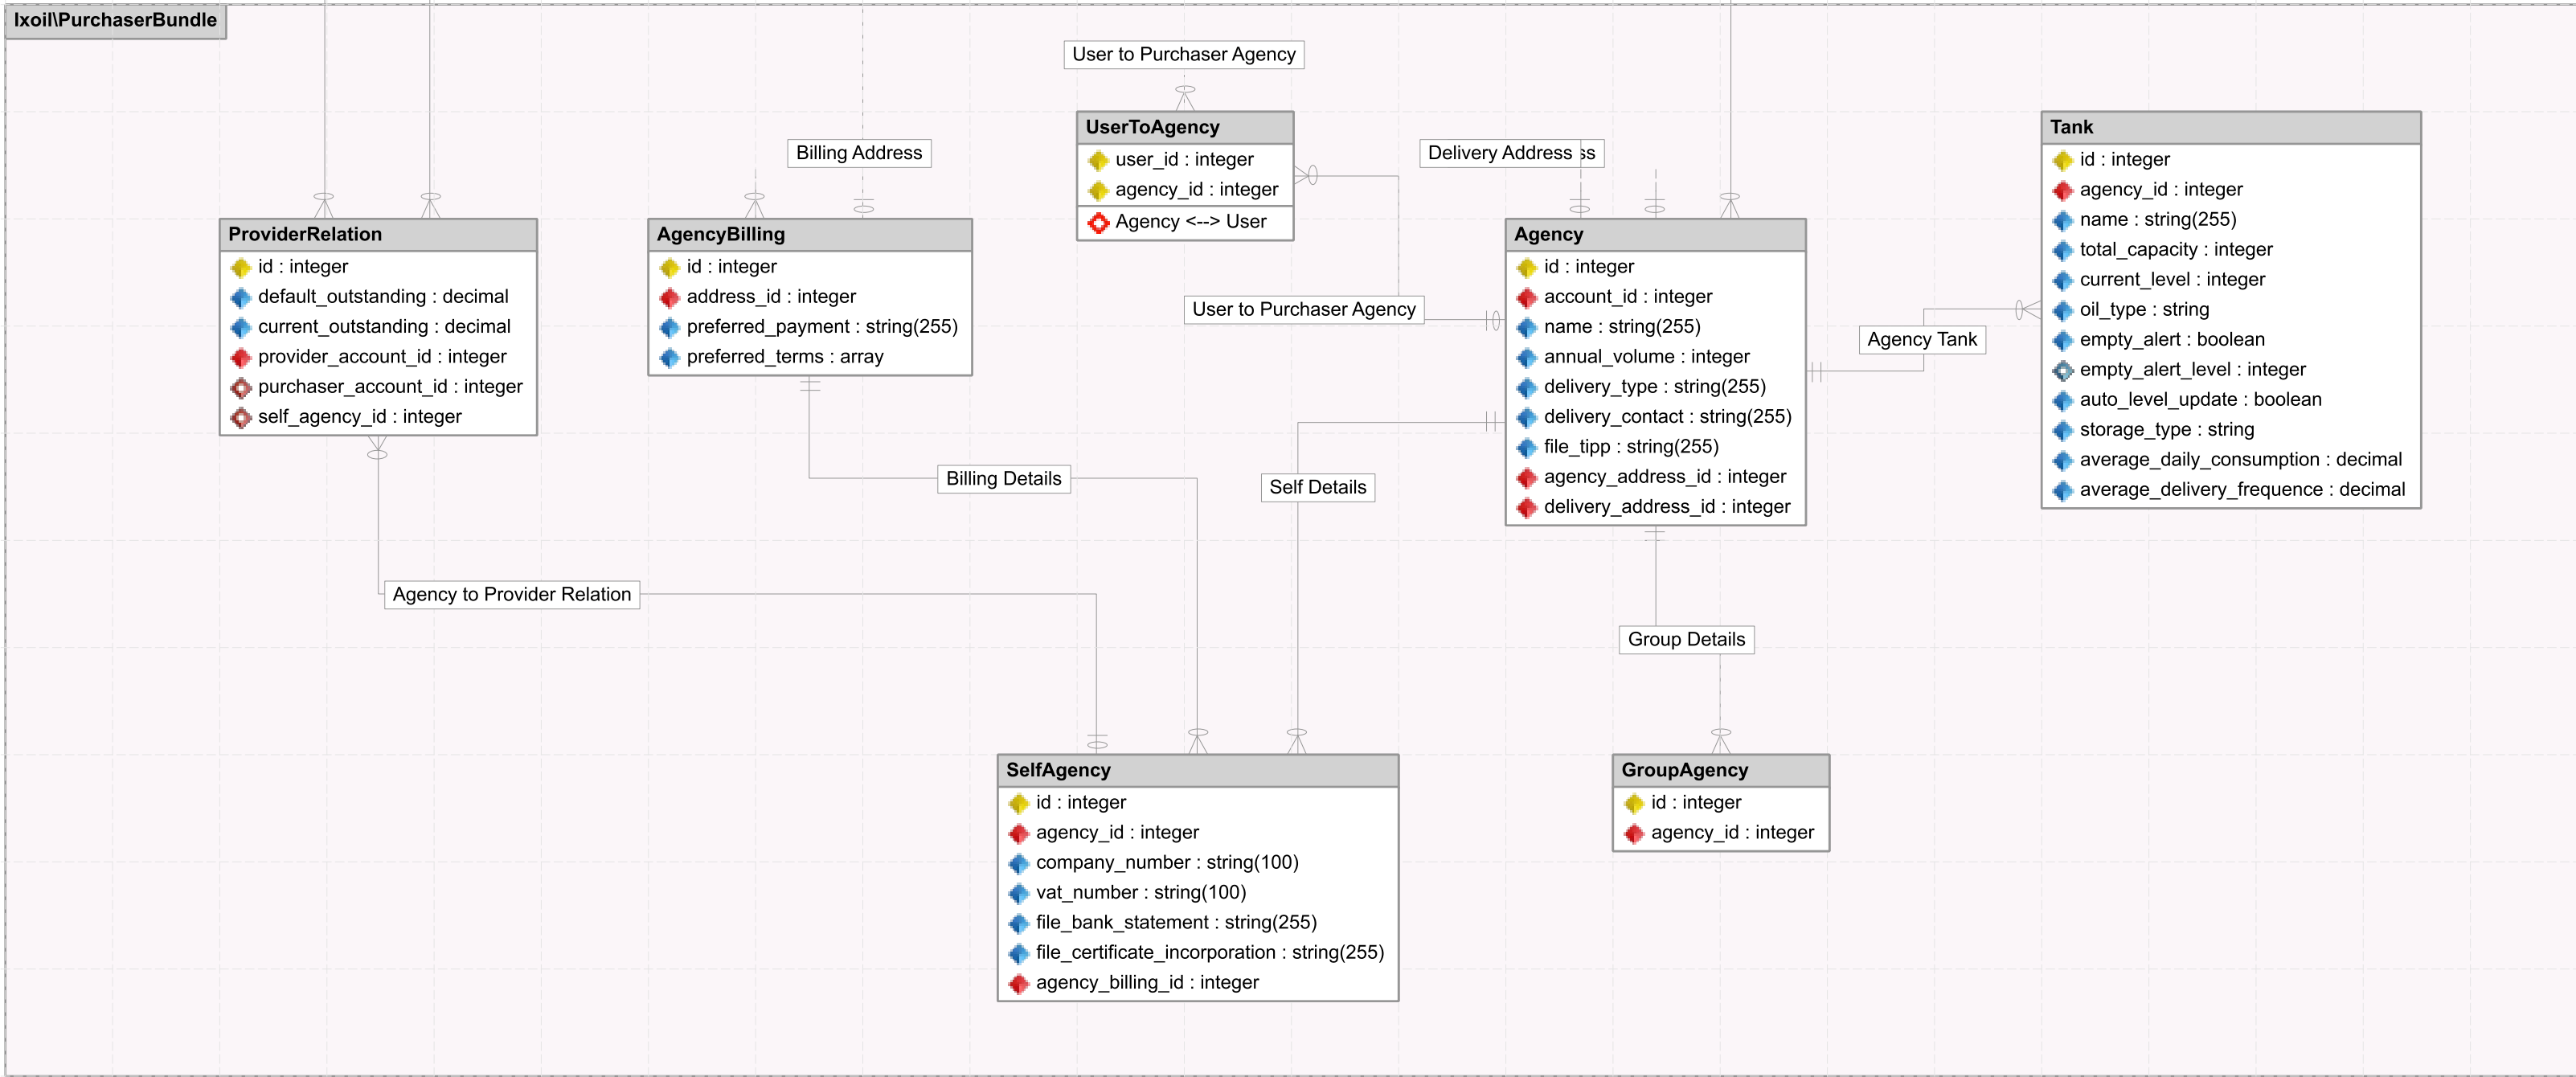 Ixoil\PurchaserBundle
User to Purchaser Agency
UserToAgency
user_id : integer
agency_id : integer
Agency <--> User
Billing Address
Delivery Address
ss
Tank
id : integer
agency_id : integer
name : string(255)
total_capacity : integer
current_level : integer
oil_type : string
empty_alert : boolean
empty_alert_level : integer
auto_level_update : boolean
storage_type : string
average_daily_consumption : decimal
average_delivery_frequence : decimal
ProviderRelation
id : integer
default_outstanding : decimal
current_outstanding : decimal
provider_account_id : integer
purchaser_account_id : integer
self_agency_id : integer
AgencyBilling
id : integer
address_id : integer
preferred_payment : string(255)
preferred_terms : array
User to Purchaser Agency
Agency
id : integer
account_id : integer
name : string(255)
annual_volume : integer
delivery_type : string(255)
delivery_contact : string(255)
file_tipp : string(255)
agency_address_id : integer
delivery_address_id : integer
Agency Tank
Billing Details
Self Details
Agency to Provider Relation
Group Details
SelfAgency
id : integer
agency_id : integer
company_number : string(100)
vat_number : string(100)
file_bank_statement : string(255)
file_certificate_incorporation : string(255)
agency_billing_id : integer
GroupAgency
id : integer
agency_id : integer